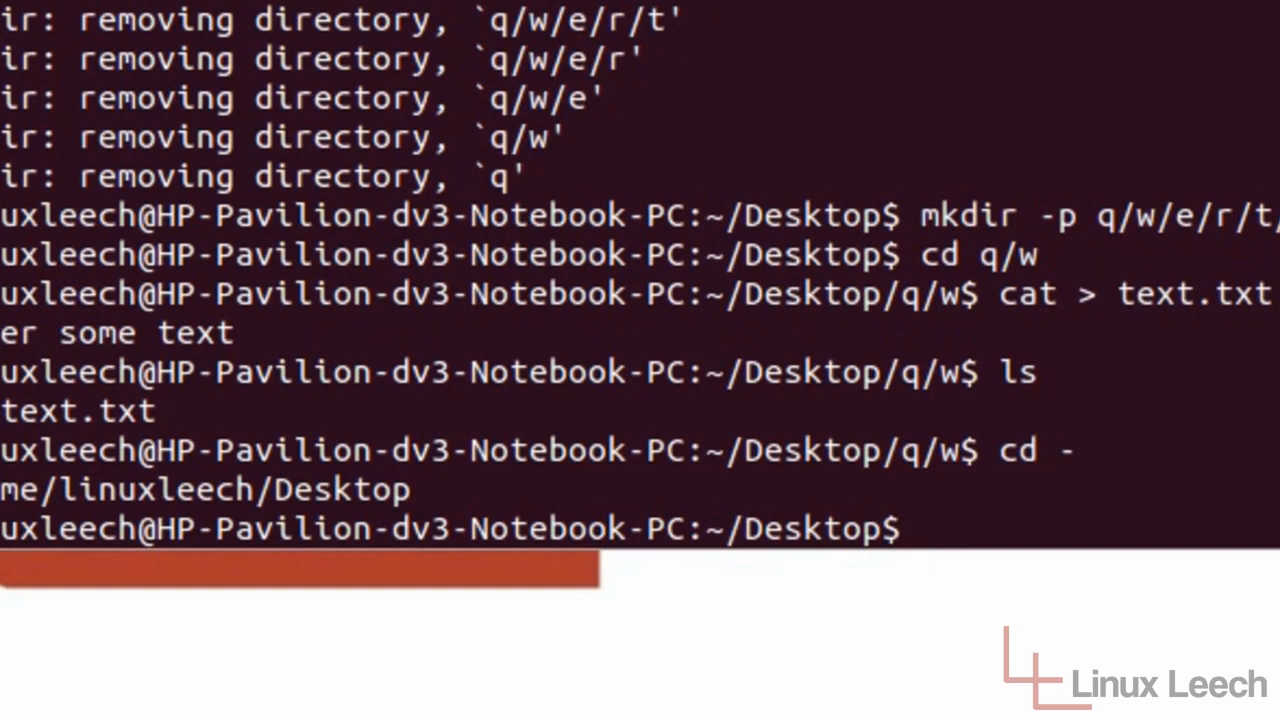 ir: removing directory, `q/w/e/r/t'
ir: removing directory, `q/w/e/r'
ir: removing directory, `q/w/e'
ir: removing directory, `q/w'
ir: removing directory, `q'
uxleech@HP-Pavilion-dv3-Notebook-PC:~/Desktop$ mkdir -p q/w/e/r/t/
uxleech@HP-Pavilion-dv3-Notebook-PC:~/Desktop$ cd q/w
uxleech@HP-Pavilion-dv3-Notebook-PC:~/Desktop/q/w$ cat > text.txt
er some text
uxleech@HP-Pavilion-dv3-Notebook-PC:~/Desktop/q/w$ ls
text.txt
uxleech@HP-Pavilion-dv3-Notebook-PC:~/Desktop/q/w$ cd -
me/linuxleech/Desktop
uxleech@HP-Pavilion-dv3-Notebook-PC:~/Desktop$
Linux Leech